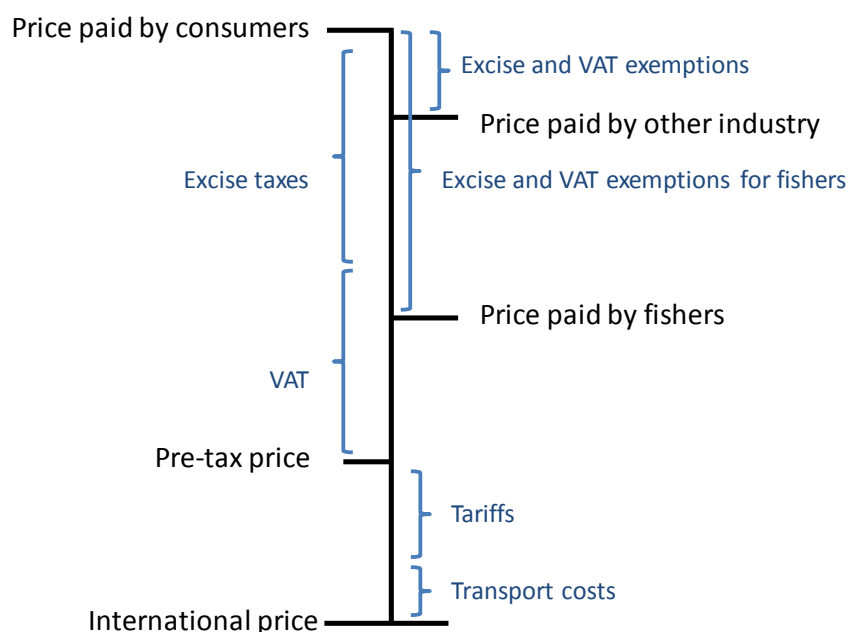 Price paid by consumers
Excise and VAT exemptions
Price paid by other industry
Excise taxes
Excise and VAT exemptions for fishers
Price paid by fishers
VAT
Pre-tax price
Tariffs
Transport costs
International price